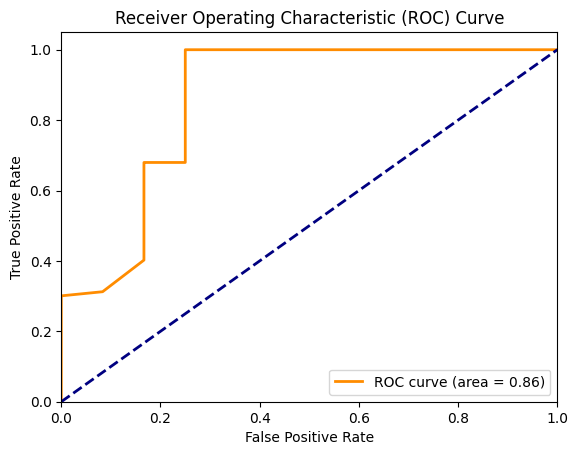 Receiver Operating Characteristic (ROC) Curve
1.0
0.8
0.6
0.4
0.2
0.0
True Positive Rate
ROC curve (area = 0.86)
0.0 0.2 0.4 0.6 0.8 1.0
False Positive Rate